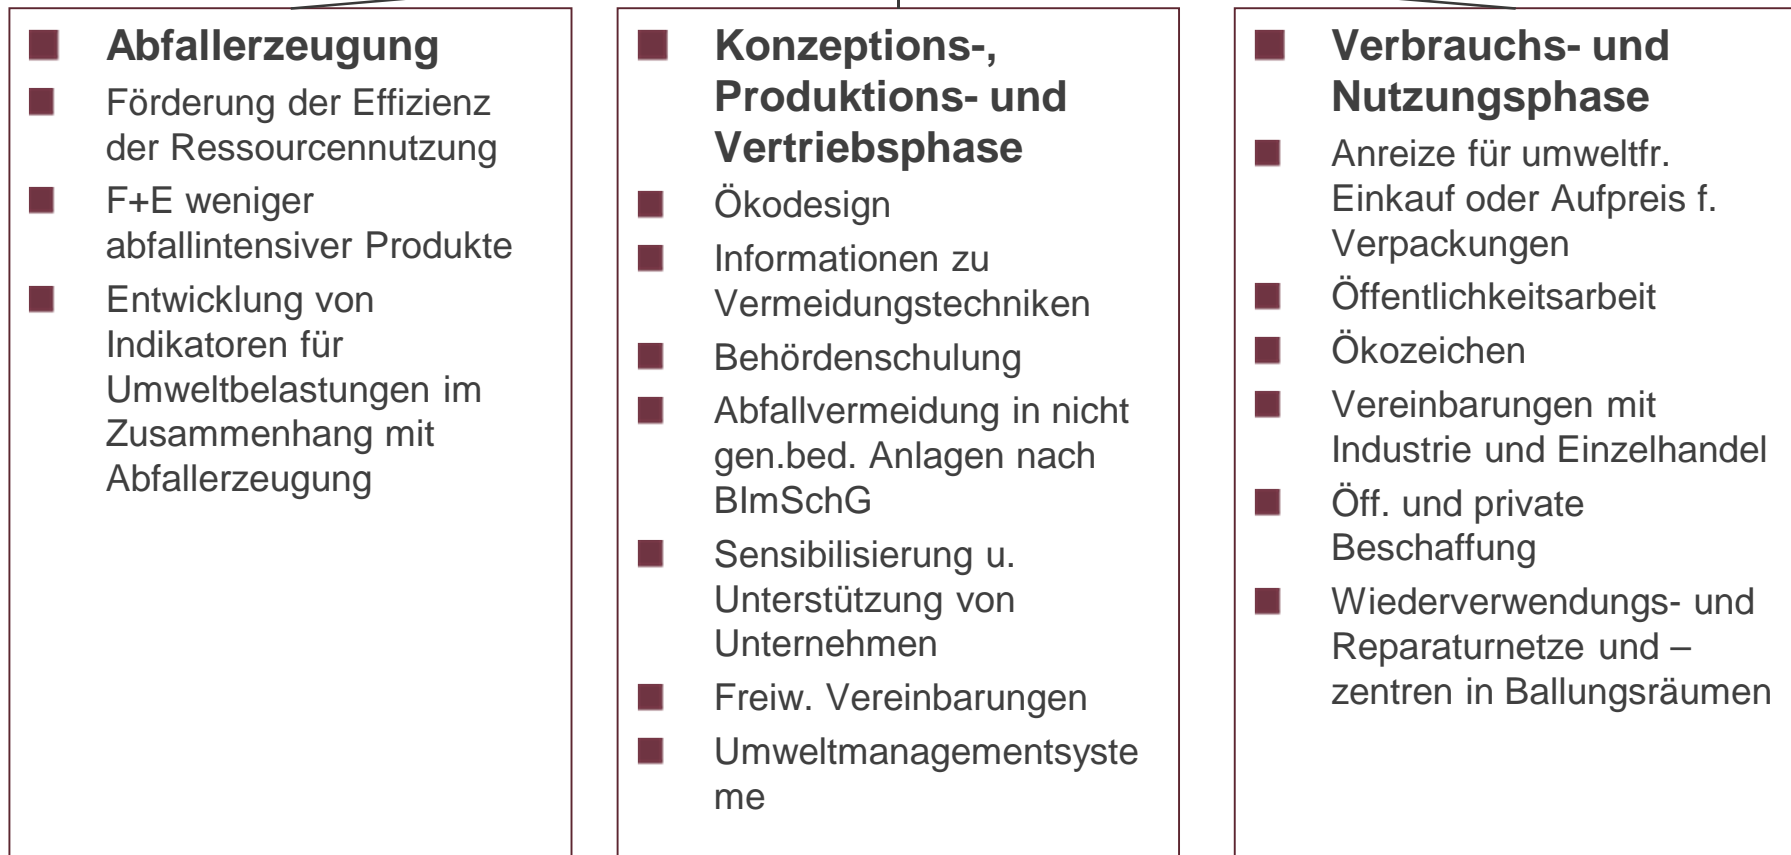 Abfallerzeugung
Förderung der Effizienz
der Ressourcennutzung
F+E weniger
abfallintensiver Produkte
Entwicklung von
Indikatoren für
Umweltbelastungen im
Zusammenhang mit
Abfallerzeugung
Konzeptions-,
Produktions- und
Vertriebsphase
Ökodesign
Informationen zu
Vermeidungstechniken
Behördenschulung
Abfallvermeidung in nicht
gen.bed. Anlagen nach
BImSchG
Sensibilisierung u.
Unterstützung von
Unternehmen
Freiw. Vereinbarungen
Umweltmanagementsyste
me
Verbrauchs- und
Nutzungsphase
Anreize für umweltfr.
Einkauf oder Aufpreis f.
Verpackungen
Öffentlichkeitsarbeit
Ökozeichen
Vereinbarungen mit
Industrie und Einzelhandel
Öff. und private
Beschaffung
Wiederverwendungs- und
Reparaturnetze und –
zentren in Ballungsräumen